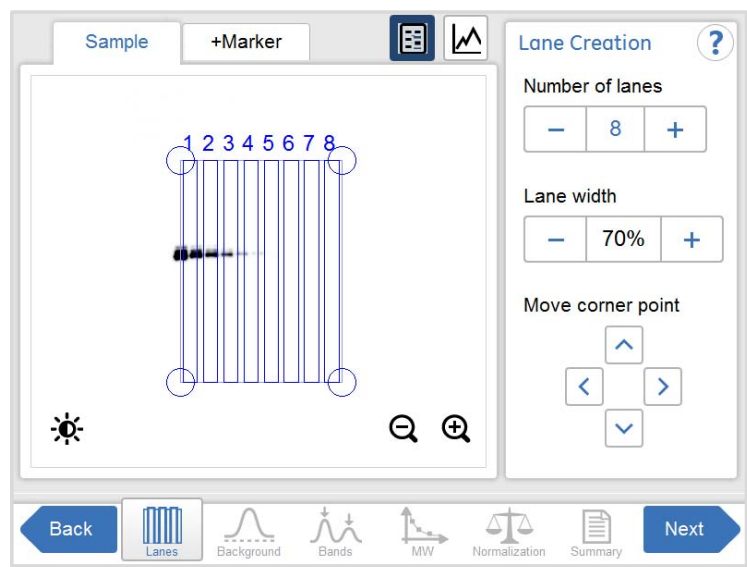 Sample
+Marker
Lane Creation
?
Number of lanes
− 8 +
Lane width
− 70% +
Move corner point
1 2 3 4 5 6 7 8
Back
Lanes
Background
Bands
MW
Normalization
Summary
Next